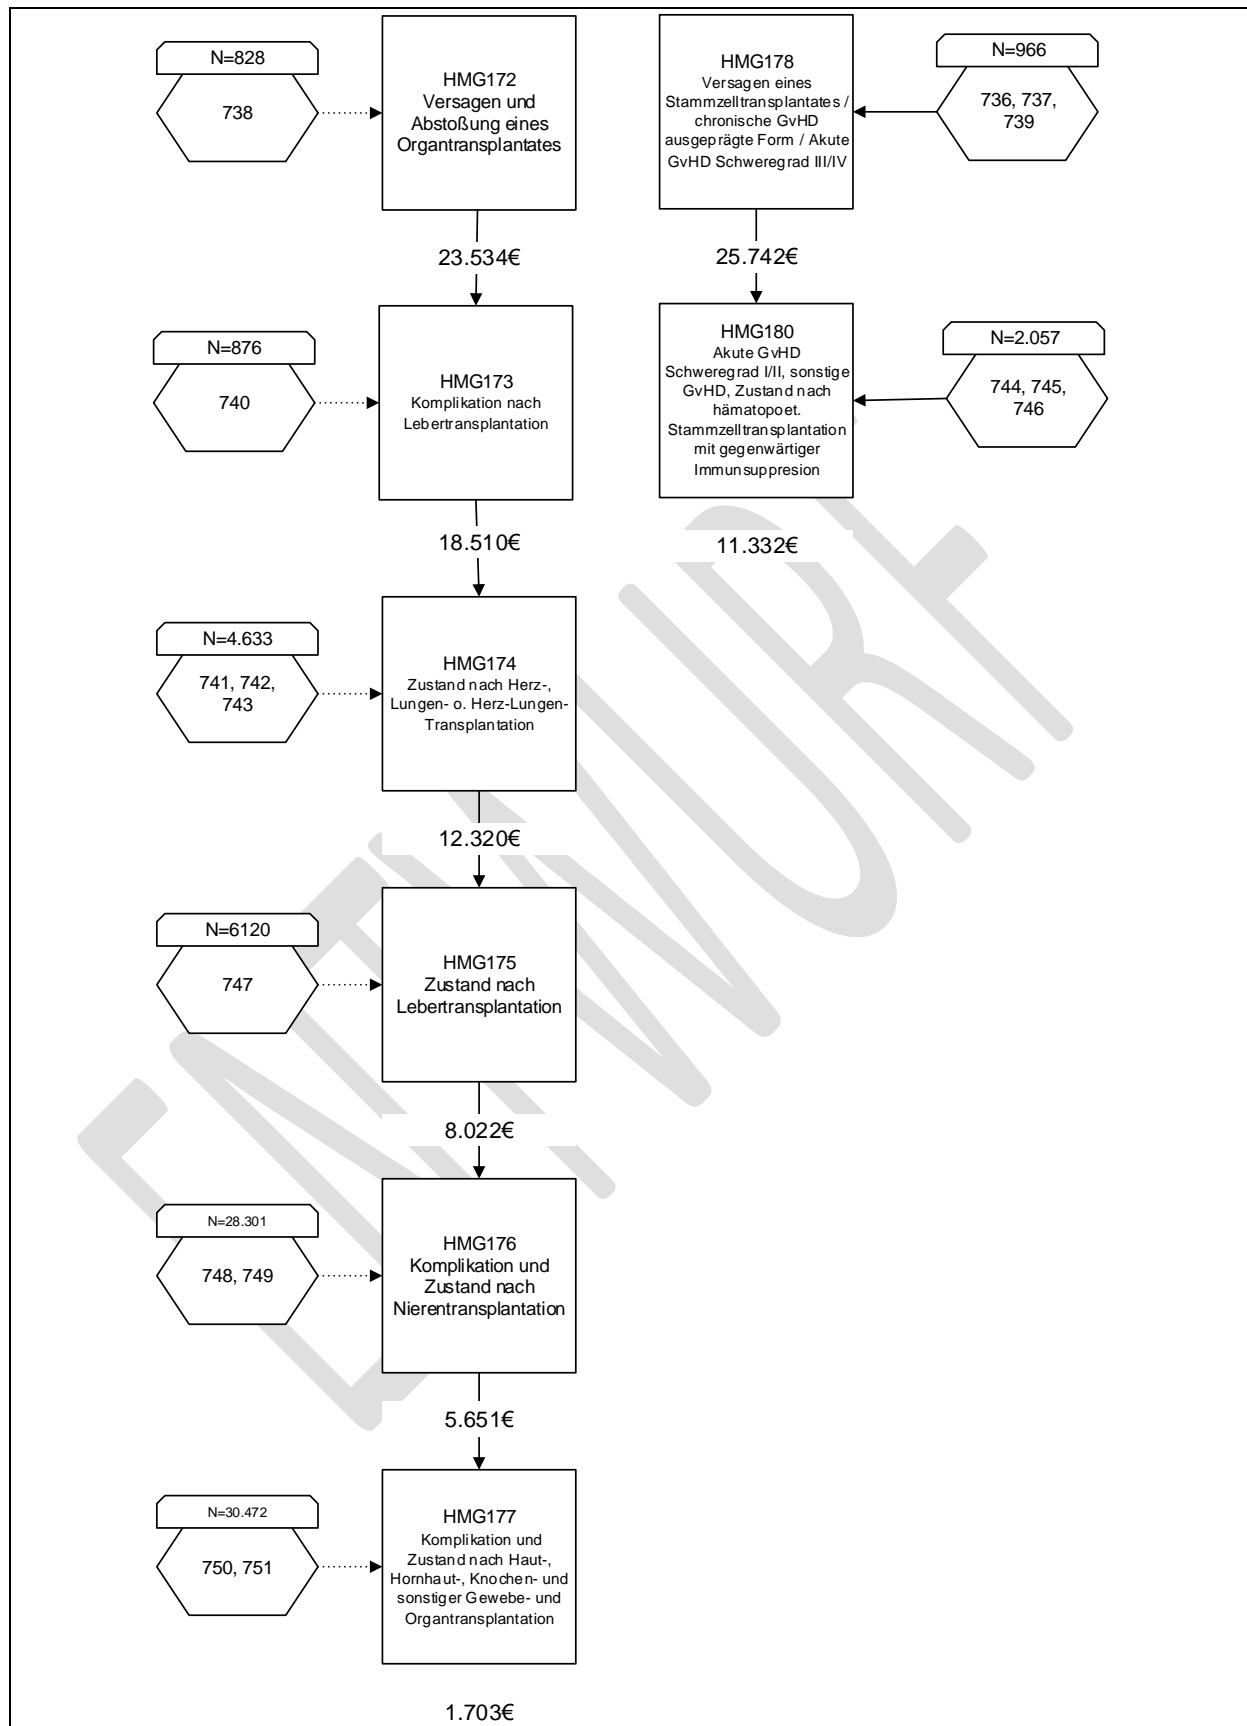 N=828
738
HMG172
Versagen und
Abstoßung eines
Organtransplantates
HMG178
Versagen eines
Stammzelltransplantates /
chronische GvHD
ausgeprägte Form / Akute
GvHD Schweregrad III/IV
N=966
736, 737,
739
23.534€
25.742€
N=876
740
HMG173
Komplikation nach
Lebertransplantation
HMG180
Akute GvHD
Schweregrad I/II, sonstige
GvHD, Zustand nach
hämatopoet.
Stammzelltransplantation
mit gegenwärtiger
Immunsuppresion
N=2.057
744, 745,
746
18.510€
11.332€
N=4.633
741, 742,
743
HMG174
Zustand nach Herz-,
Lungen- o. Herz-Lungen-
Transplantation
12.320€
N=6120
747
HMG175
Zustand nach
Lebertransplantation
8.022€
N=28.301
748, 749
HMG176
Komplikation und
Zustand nach
Nierentransplantation
5.651€
N=30.472
750, 751
HMG177
Komplikation und
Zustand nach Haut-,
Hornhaut-, Knochen- und
sonstiger Gewebe- und
Organtransplantation
1.703€
ENTWURF